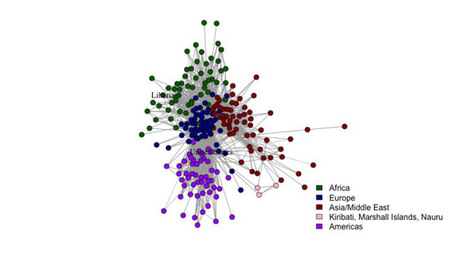 Africa
Europe
Asia/Middle East
Kiribati, Marshall Islands, Nauru
Americas